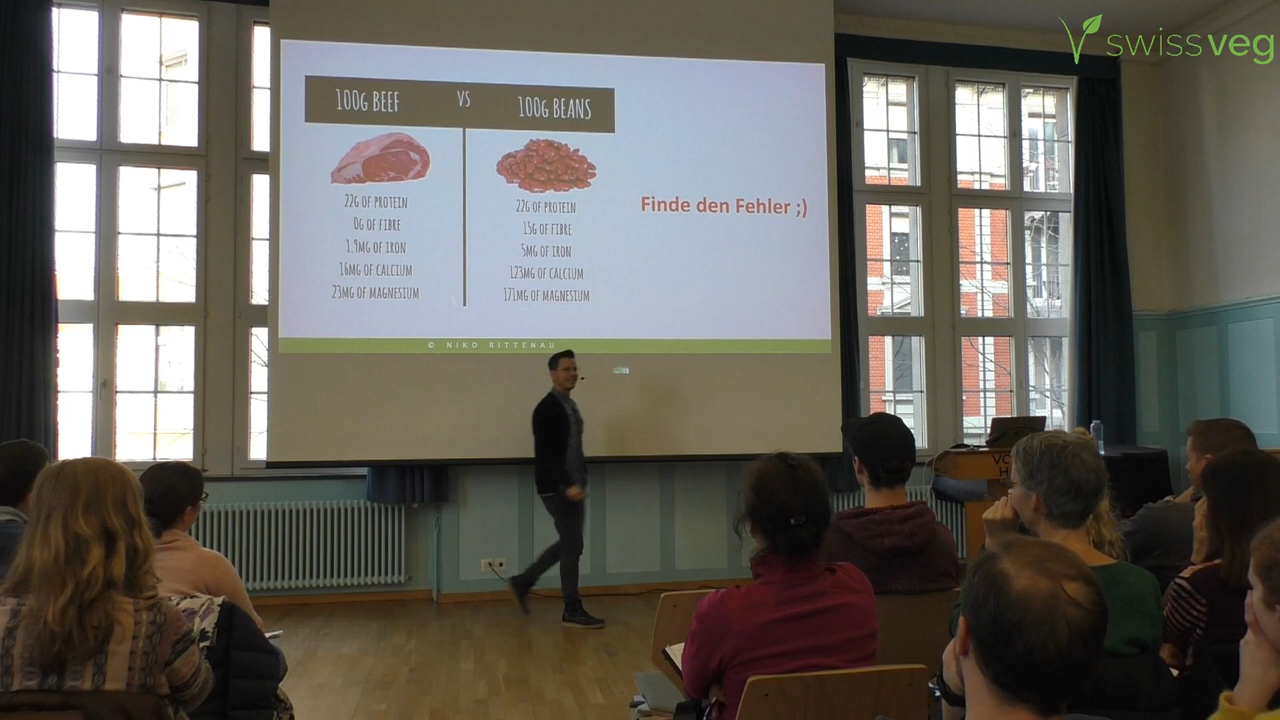 swissveg
100G BEEF VS 100G BEANS
22G OF PROTEIN
0G OF FIBRE
1.9MG OF IRON
16MG OF CALCIUM
23MG OF MAGNESIUM
22G OF PROTEIN
15G OF FIBRE
5MG OF IRON
123MG OF CALCIUM
171MG OF MAGNESIUM
Finde den Fehler ;)
© NIKO RITTENAU